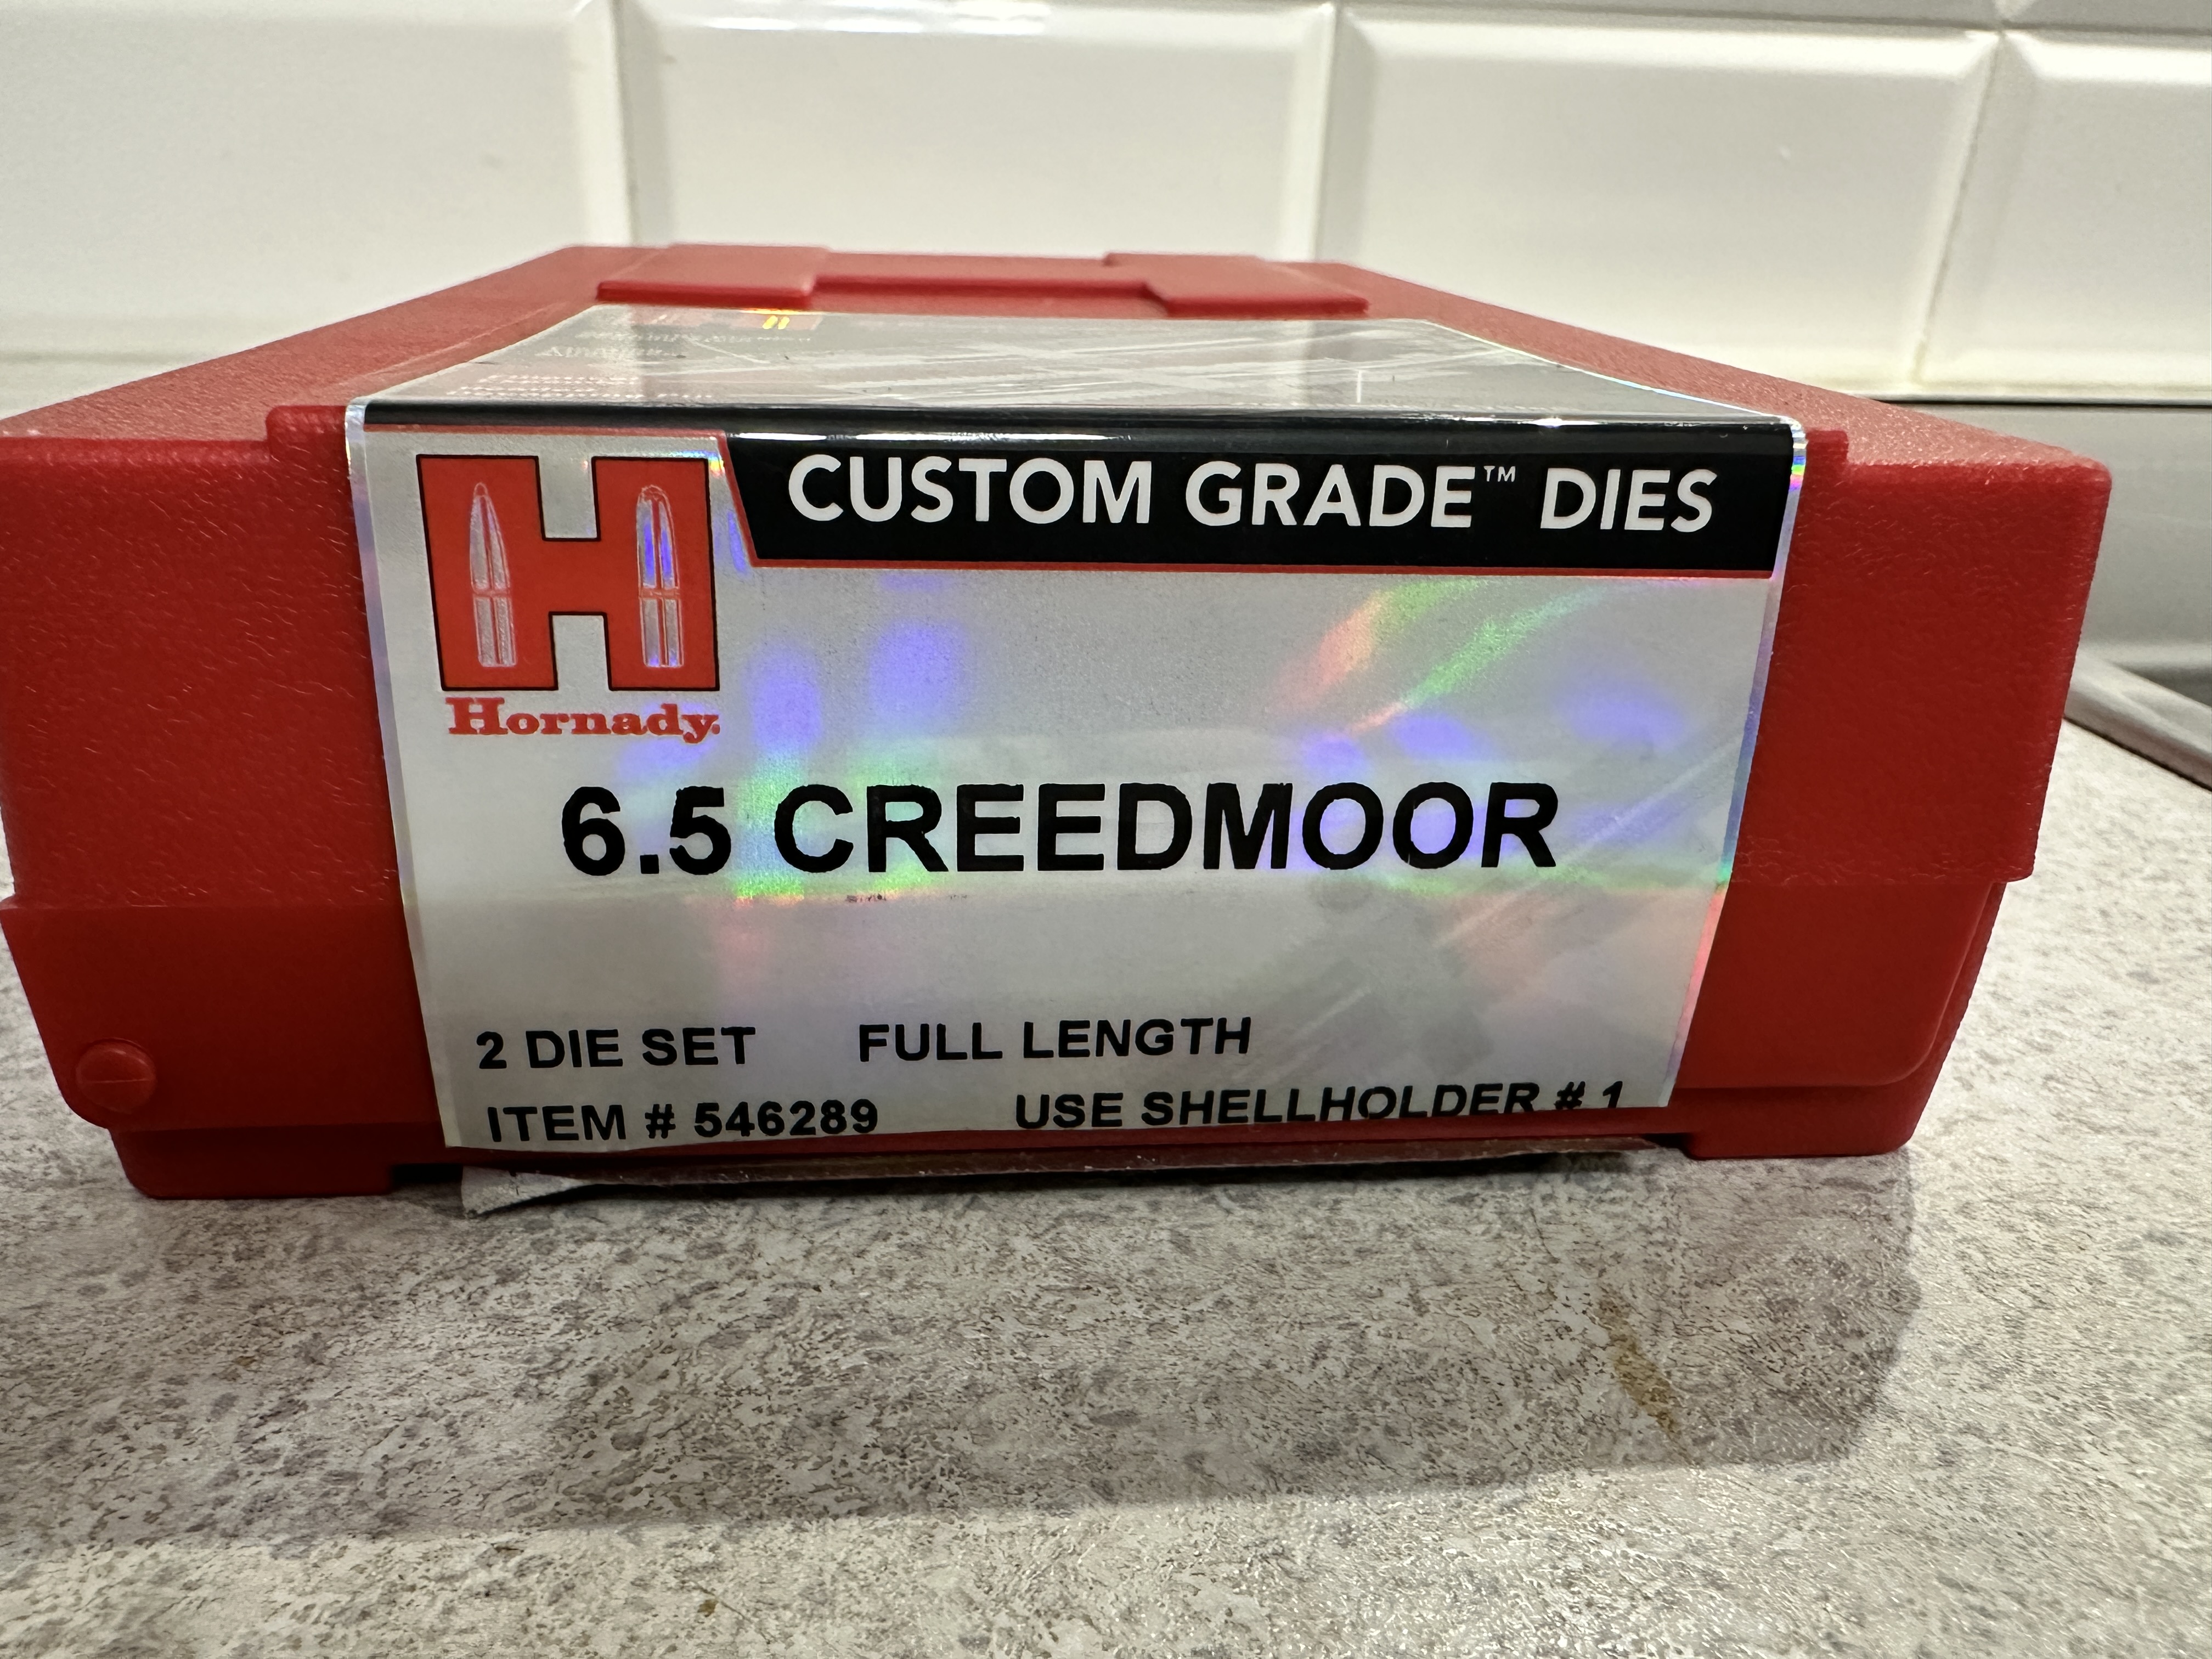 CUSTOM GRADE™ DIES
Hornady
6.5 CREEDMOOR
2 DIE SET FULL LENGTH
ITEM # 546289 USE SHELLHOLDER # 1